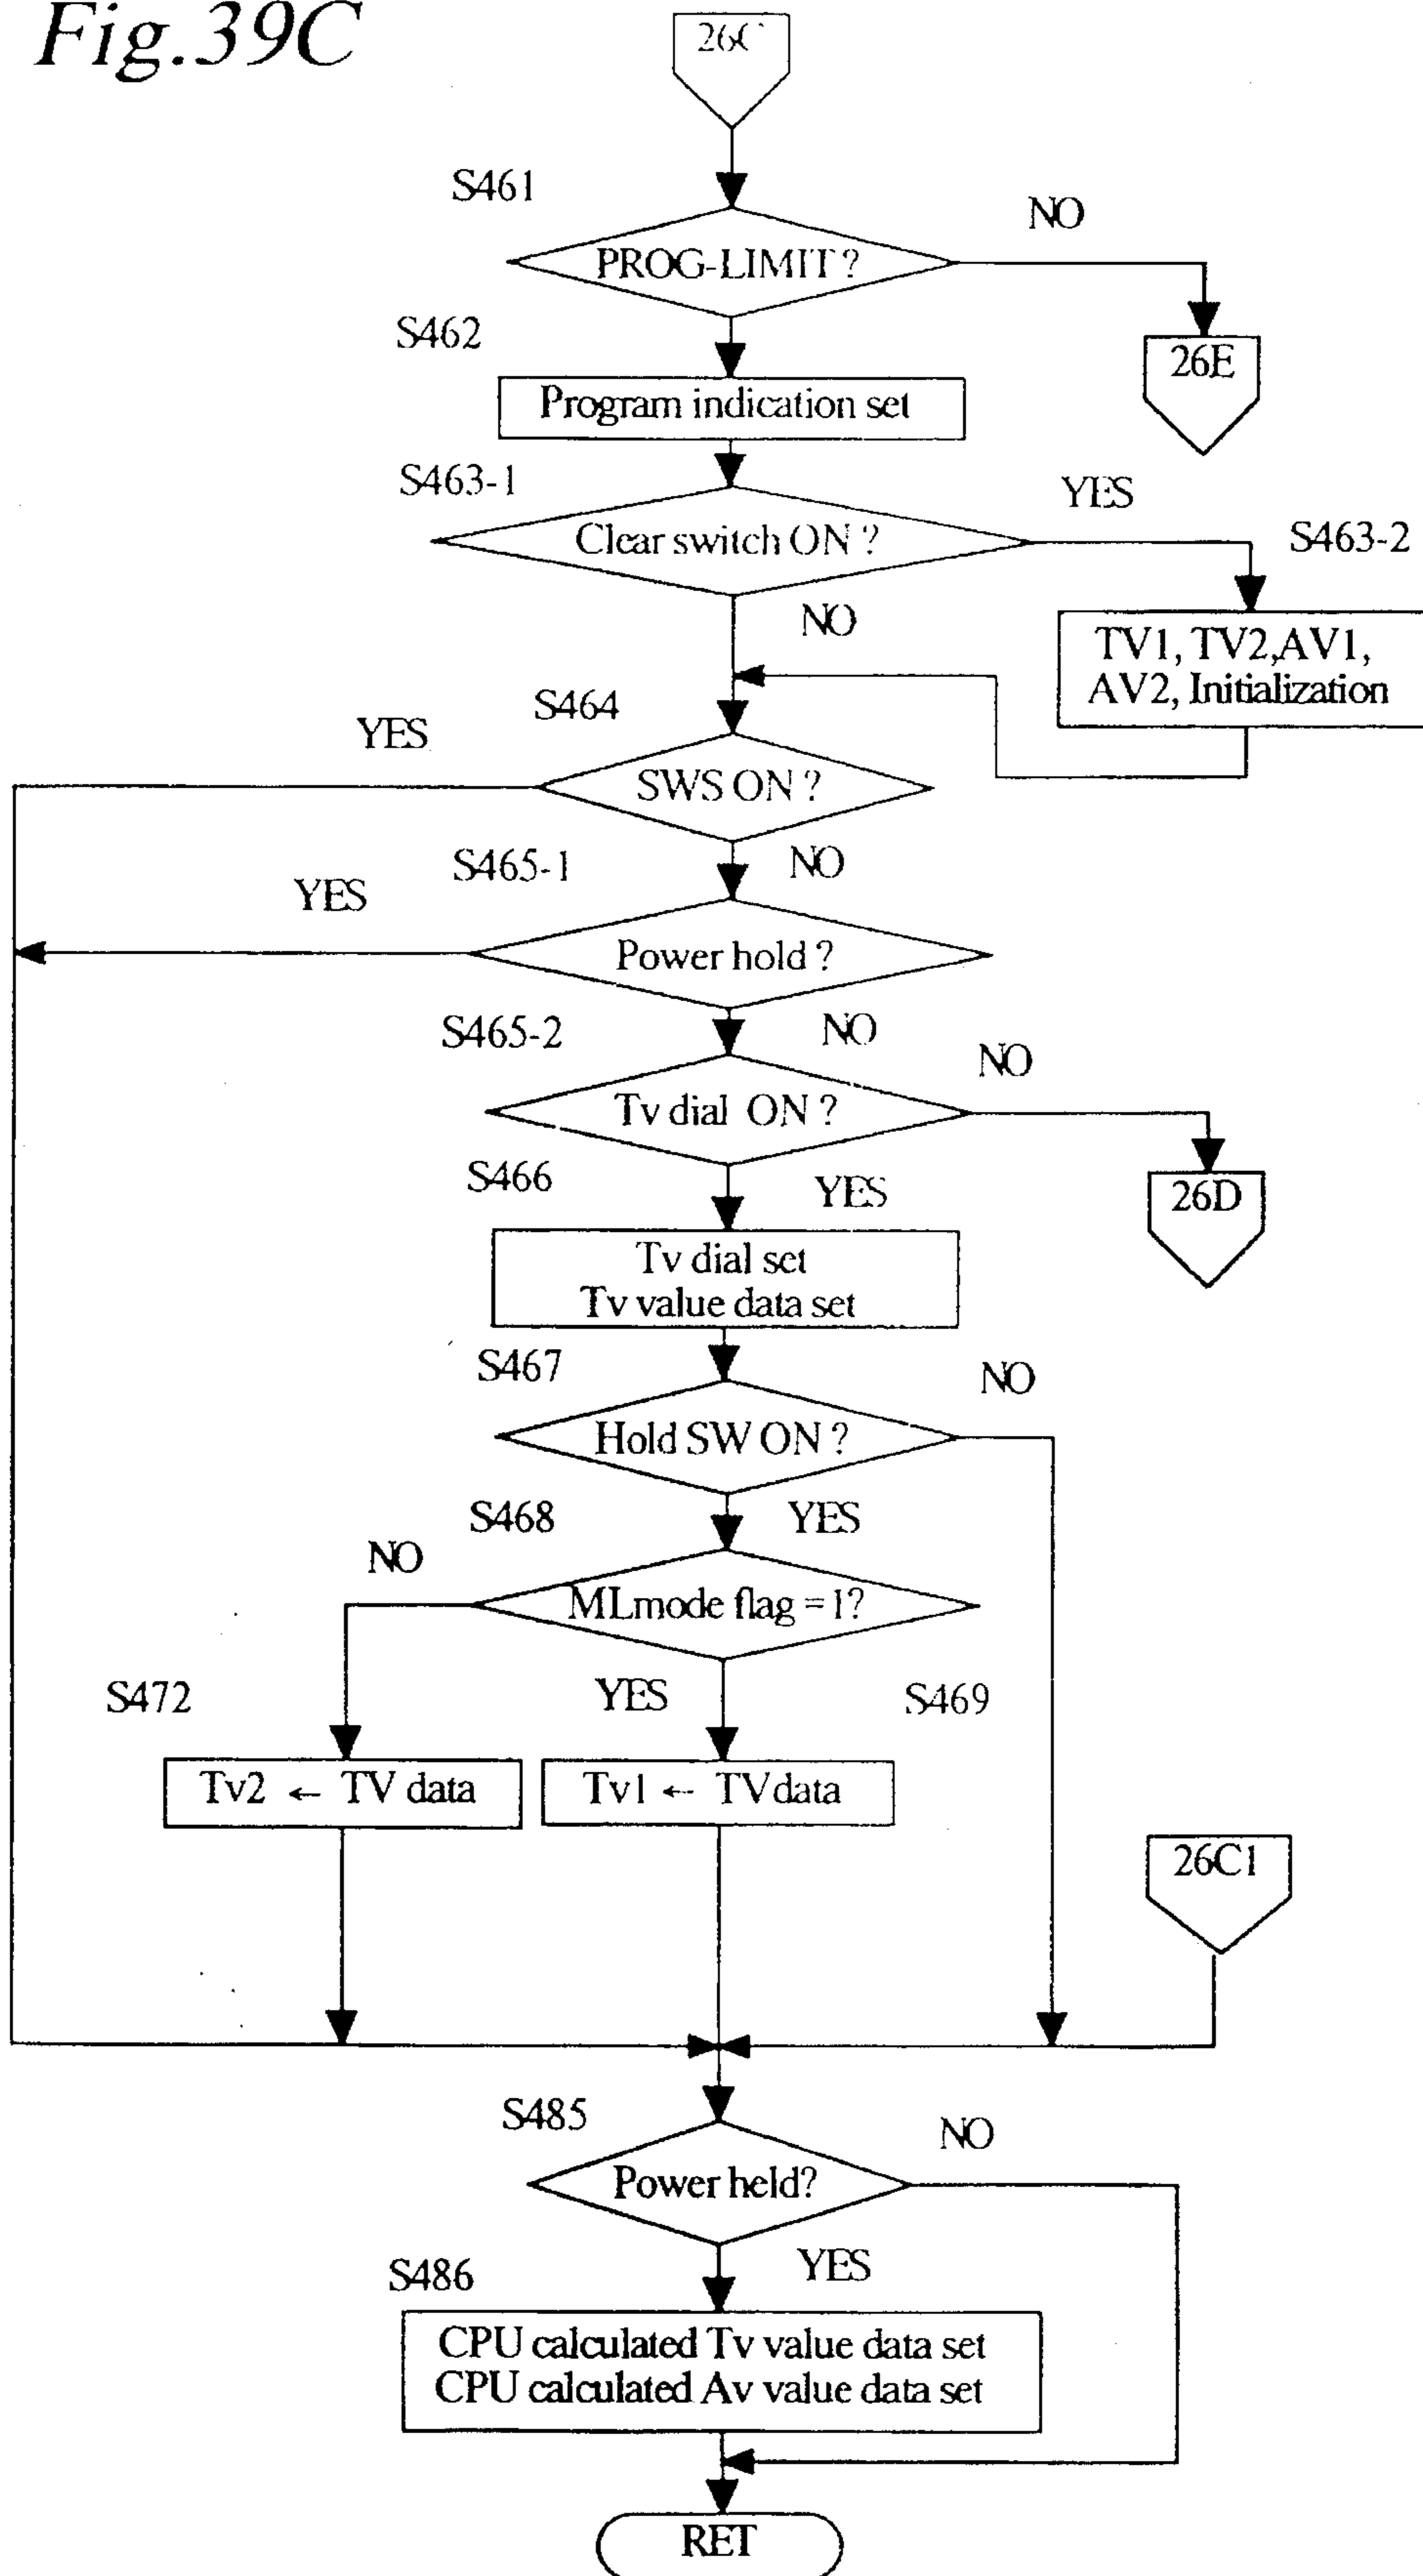 Fig.39C
S461
PROG-LIMIT ?
NO
26E
S462
Program indication set
S463-1
Clear switch ON ?
YES
S463-2
TV1, TV2,AV1,
AV2, Initialization
NO
S464
SWS ON ?
YES
NO
S465-1
Power hold ?
YES
NO
S465-2
Tv dial ON ?
NO
26D
YES
S466
Tv dial set
Tv value data set
S467
Hold SW ON ?
NO
YES
S468
MLmode flag =1?
NO
YES
S472
Tv2 ← TV data
S469
Tv1 ← TVdata
26C1
S485
Power held?
NO
YES
S486
CPU calculated Tv value data set
CPU calculated Av value data set
RET